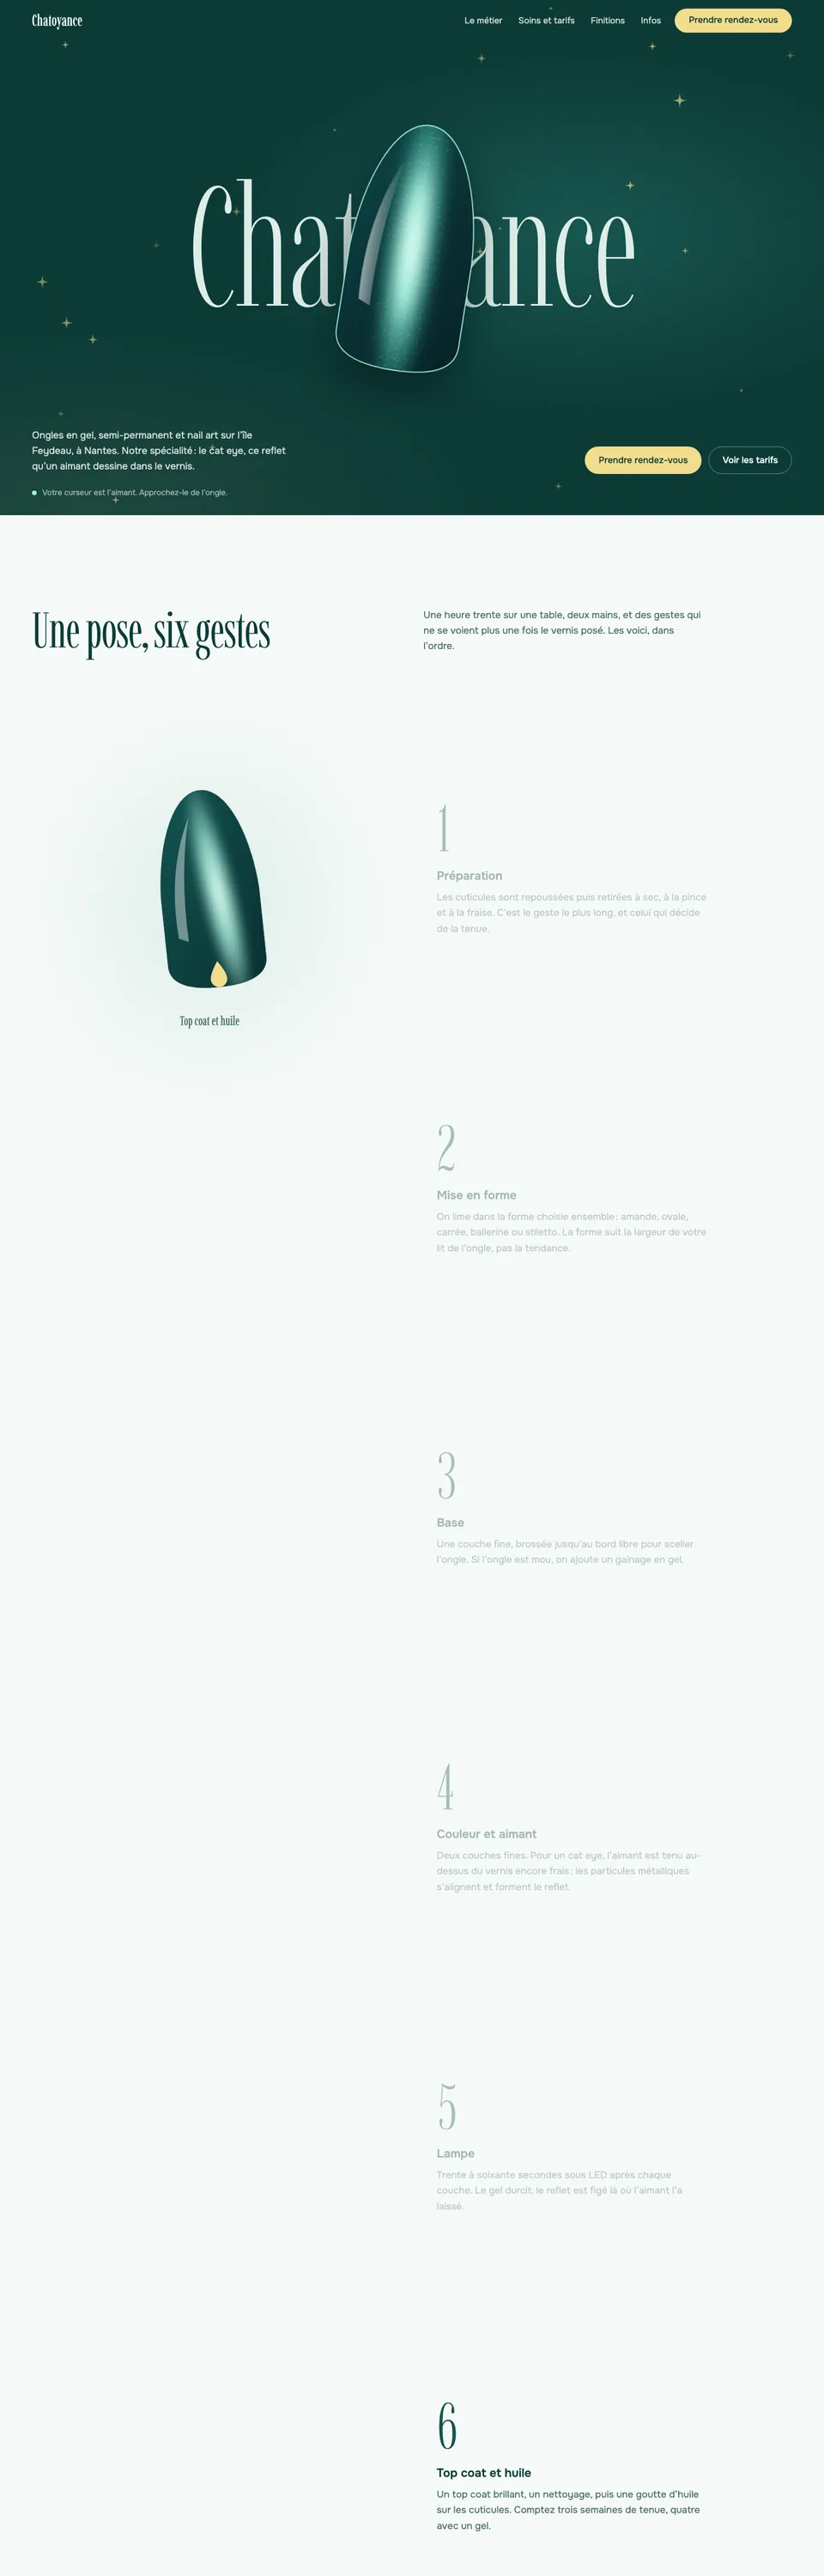 Chatoyance
Le métier
Soins et tarifs
Finitions
Infos
Prendre rendez-vous
Chat ance
Ongles en gel, semi-permanent et nail art sur l’île
Feydeau, à Nantes. Notre spécialité : le cat eye, ce reflet
qu’un aimant dessine dans le vernis.
Prendre rendez-vous
Voir les tarifs
Votre curseur est l’aimant. Approchez-le de l’ongle.
Une pose, six gestes
Une heure trente sur une table, deux mains, et des gestes qui
ne se voient plus une fois le vernis posé. Les voici, dans
l’ordre.
Top coat et huile
1
Préparation
Les cuticules sont repoussées puis retirées à sec, à la pince
et à la fraise. C’est le geste le plus long, et celui qui décide
de la tenue.
2
Mise en forme
On lime dans la forme choisie ensemble : amande, ovale,
carrée, ballerine ou stiletto. La forme suit la largeur de votre
lit de l’ongle, pas la tendance.
3
Base
Une couche fine, brossée jusqu’au bord libre pour sceller
l’ongle. Si l’ongle est mou, on ajoute un gainage en gel.
4
Couleur et aimant
Deux couches fines. Pour un cat eye, l’aimant est tenu au-
dessus du vernis encore frais ; les particules métalliques
s’alignent et forment le reflet.
5
Lampe
Trente à soixante secondes sous LED après chaque
couche. Le gel durcit, le reflet est figé là où l’aimant l’a
laissé.
6
Top coat et huile
Un top coat brillant, un nettoyage, puis une goutte d’huile
sur les cuticules. Comptez trois semaines de tenue, quatre
avec un gel.